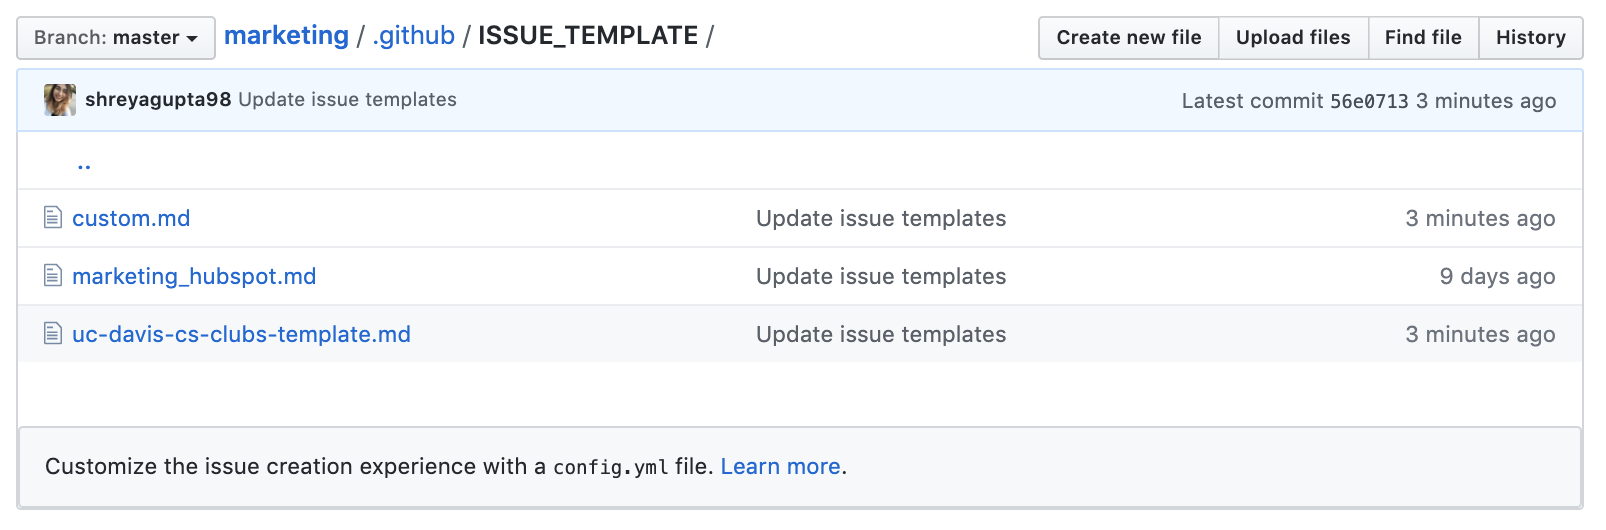 Branch: master marketing / .github / ISSUE_TEMPLATE / Create new file Upload files Find file History
shreyagupta98 Update issue templates Latest commit 56e0713 3 minutes ago
..
custom.md Update issue templates 3 minutes ago
marketing_hubspot.md Update issue templates 9 days ago
uc-davis-cs-clubs-template.md Update issue templates 3 minutes ago
Customize the issue creation experience with a config.yml file. Learn more.